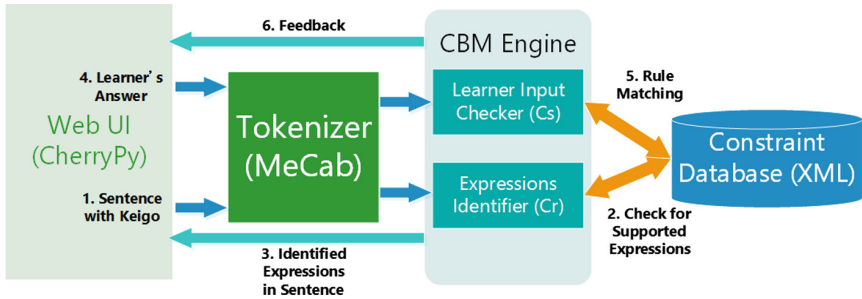 6. Feedback
CBM Engine
4. Learner's
Answer
Learner Input
Checker (Cs)
5. Rule
Matching
Web UI
(CherryPy)
Tokenizer
(MeCab)
Constraint
Database (XML)
1. Sentence
with Keigo
Expressions
Identifier (Cr)
2. Check for
Supported
Expressions
3. Identified
Expressions
in Sentence